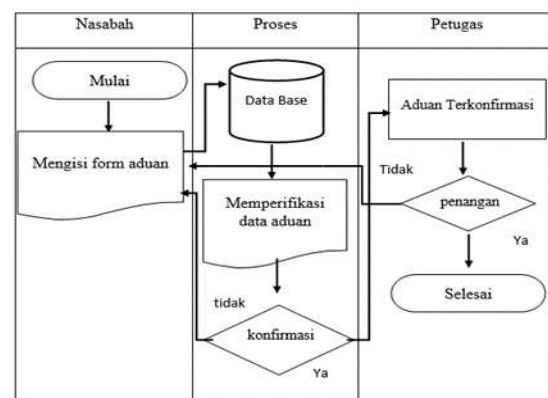 Nasabah
Proses
Petugas
Mulai
Data Base
Aduan Terkonfirmasi
Mengisi form aduan
Tidak
Memperifikasi
data aduan
penangan
Ya
tidak
Selesai
konfirmasi
Ya